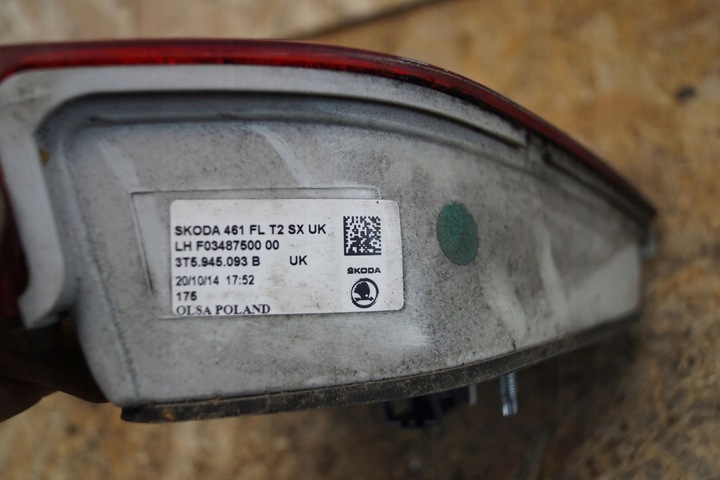 SKODA 461 FL T2 SX UK
LH F03487500 00
3T5.945.093 B UK
20/10/14 17:52
175
OLSA POLAND
ŠKODA